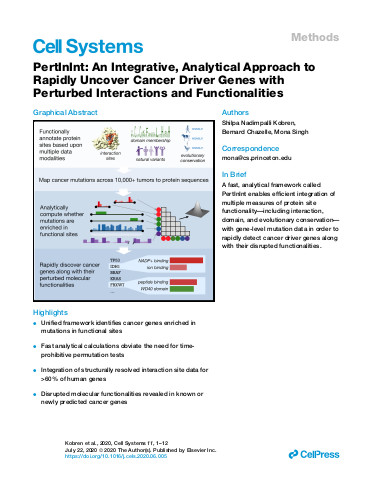 Methods
Cell Systems
PertInInt: An Integrative, Analytical Approach to
Rapidly Uncover Cancer Driver Genes with
Perturbed Interactions and Functionalities
Graphical Abstract
Functionally
annotate protein
sites based upon
multiple data
modalities
interaction
sites
domain membership
natural variants
evolutionary
conservation
Map cancer mutations across 10,000+ tumors to protein sequences
Analytically
compute whether
mutations are
enriched in
functional sites
Rapidly discover cancer
genes along with their
perturbed molecular
functionalities
TP53
IDH1
BRAF
KRAS
FBXW7
...
NADP+ binding
ion binding
peptide binding
WD40 domain
Authors
Shilpa Nadimpalli Kobren,
Bernard Chazelle, Mona Singh
Correspondence
mona@cs.princeton.edu
In Brief
A fast, analytical framework called
PertInInt enables efficient integration of
multiple measures of protein site
functionality—including interaction,
domain, and evolutionary conservation—
with gene-level mutation data in order to
rapidly detect cancer driver genes along
with their disrupted functionalities.
Highlights
● Unified framework identifies cancer genes enriched in
mutations in functional sites
● Fast analytical calculations obviate the need for time-
prohibitive permutation tests
● Integration of structurally resolved interaction site data for
>60% of human genes
● Disrupted molecular functionalities revealed in known or
newly predicted cancer genes
Kobren et al., 2020, Cell Systems 11, 1–12
July 22, 2020 © 2020 The Author(s). Published by Elsevier Inc.
https://doi.org/10.1016/j.cels.2020.06.005
CellPress